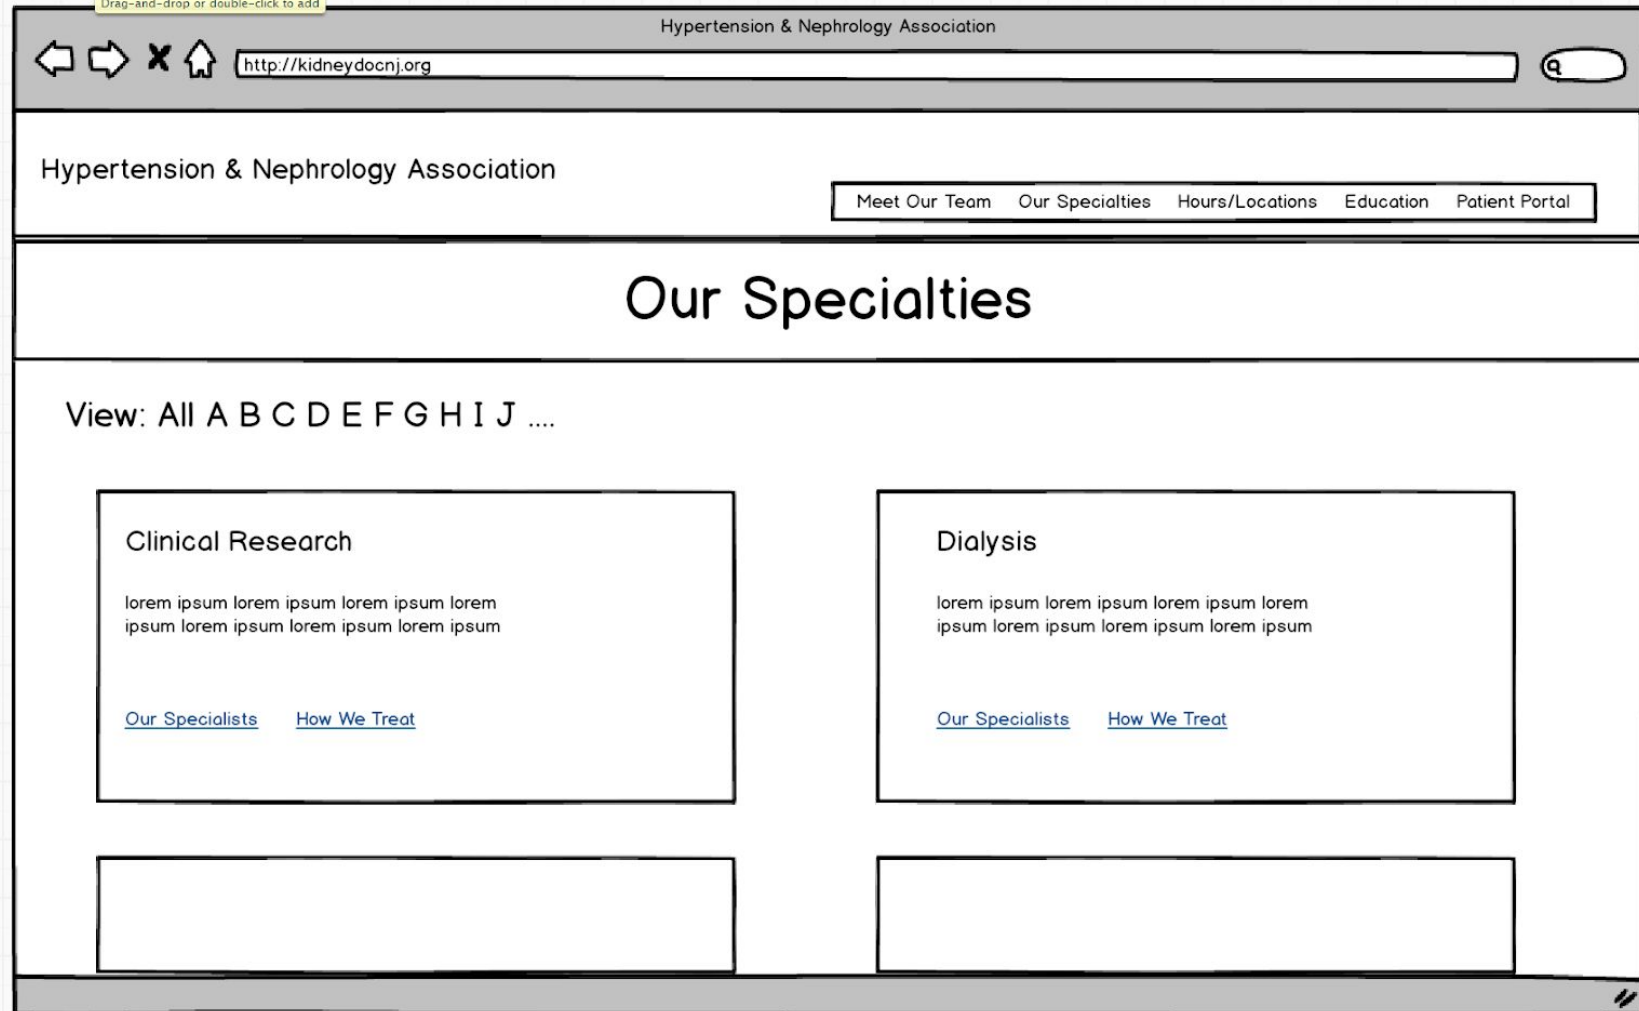 Drag-and-drop or double-click to add
Hypertension & Nephrology Association
http://kidneydocnj.org
Hypertension & Nephrology Association
Meet Our Team Our Specialties Hours/Locations Education Patient Portal
Our Specialties
View: All A B C D E F G H I J ....
Clinical Research
lorem ipsum lorem ipsum lorem ipsum lorem
ipsum lorem ipsum lorem ipsum lorem ipsum
Our Specialists How We Treat
Dialysis
lorem ipsum lorem ipsum lorem ipsum lorem
ipsum lorem ipsum lorem ipsum lorem ipsum
Our Specialists How We Treat